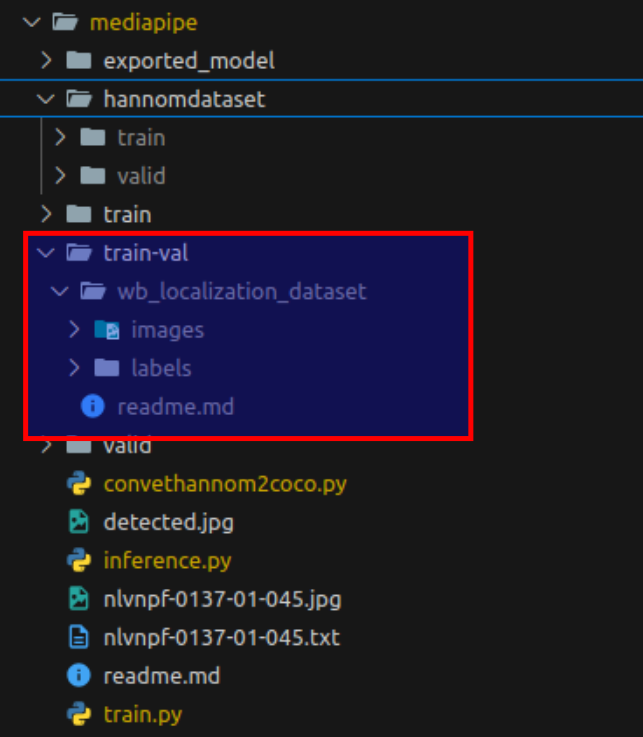 mediapipe
exported_model
hannomdataset
train
valid
train
train-val
wb_localization_dataset
images
labels
readme.md
valid
convethannom2coco.py
detected.jpg
inference.py
nlvnpf-0137-01-045.jpg
nlvnpf-0137-01-045.txt
readme.md
train.py